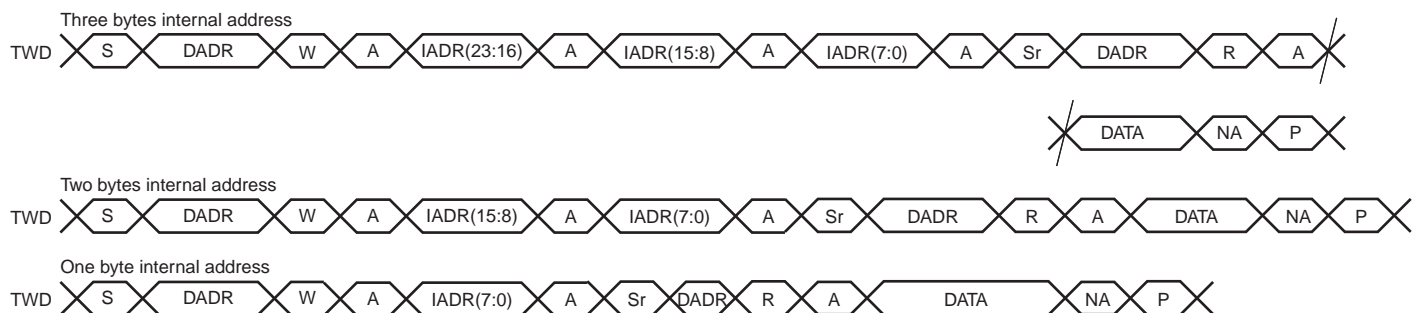 Three bytes internal address
TWD S DADR W A IADR(23:16) A IADR(15:8) A IADR(7:0) A Sr DADR R A
DATA NA P
Two bytes internal address
TWD S DADR W A IADR(15:8) A IADR(7:0) A Sr DADR R A DATA NA P
One byte internal address
TWD S DADR W A IADR(7:0) A Sr DADR R A DATA NA P